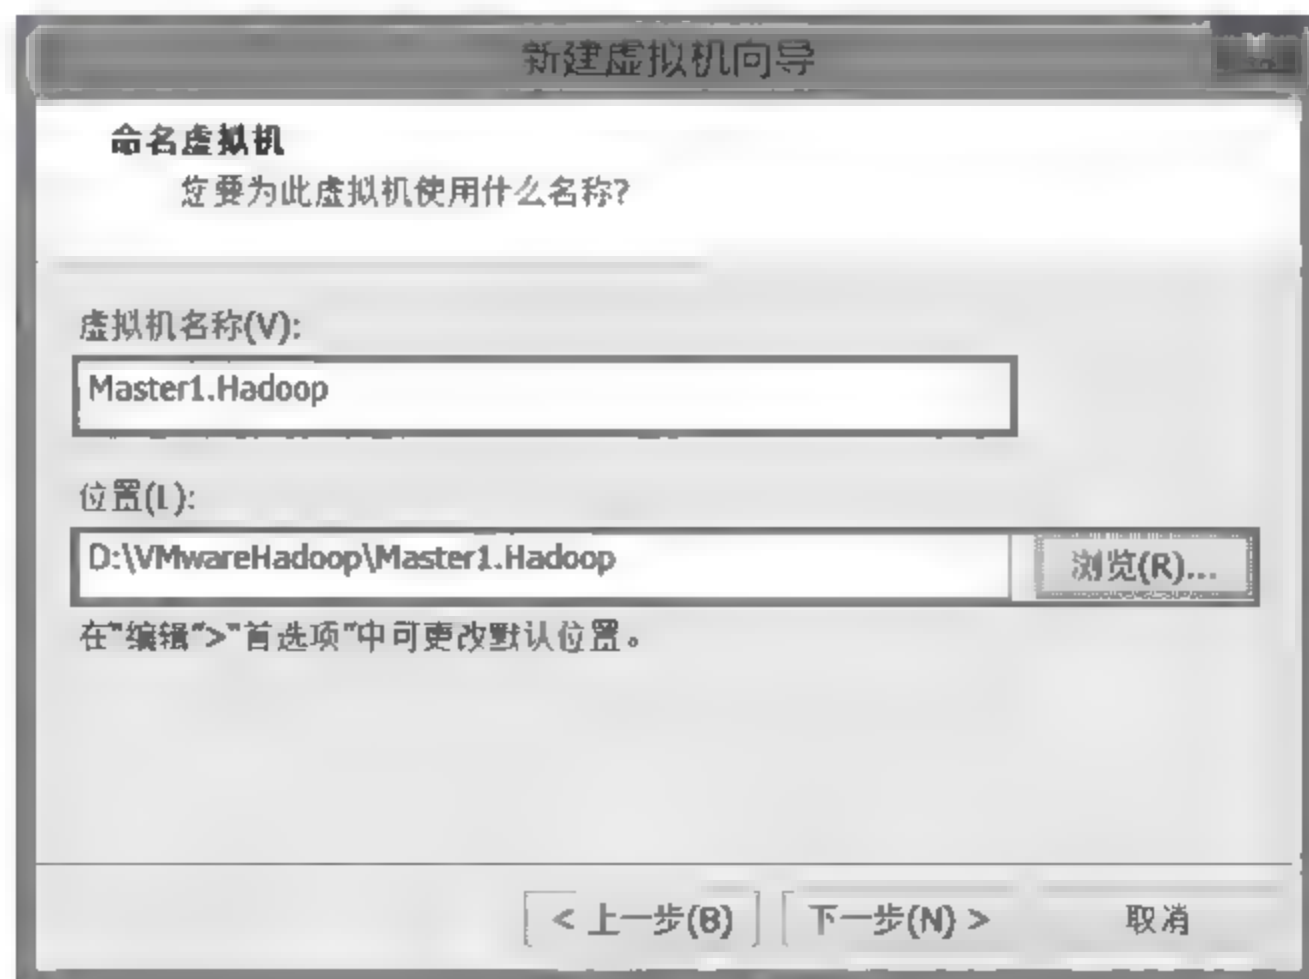 新建虚拟机向导
命名虚拟机
您要为此虚拟机使用什么名称?
虚拟机名称(V):
Master1.Hadoop
位置(L):
D:\VMwareHadoop\Master1.Hadoop
浏览(R)...
在"编辑">"首选项"中可更改默认位置。
< 上一步(B) 下一步(N) > 取消